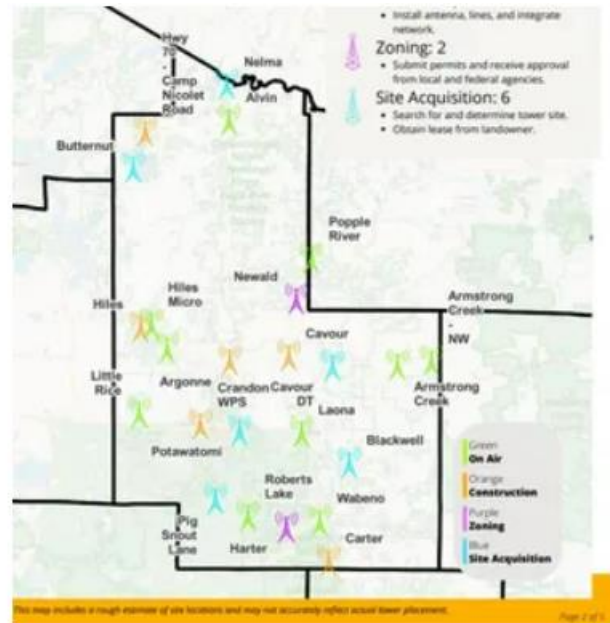 • Install antenna, lines, and integrate
network.
Zoning: 2
• Submit permits and receive approval
from local and federal agencies.
Site Acquisition: 6
• Search for and determine tower site.
• Obtain lease from landowner.
Hwy
70
-
Camp
Nicolet
Road
Nelma
Alvin
Butternut
Popple
River
Newald
Hiles
Micro
Hiles
Armstrong
Creek
-
NW
Cavour
Little
Rice
Argonne
Crandon
WPS
Cavour
DT
Armstrong
Creek
Laona
Potawatomi
Blackwell
Roberts
Lake
Wabeno
Pig
Snout
Lane
Harter
Carter
Green
On Air
Orange
Construction
Purple
Zoning
Blue
Site Acquisition
This map includes a rough estimate of site locations and may not accurately reflect actual tower placement.
Page 2 of 5